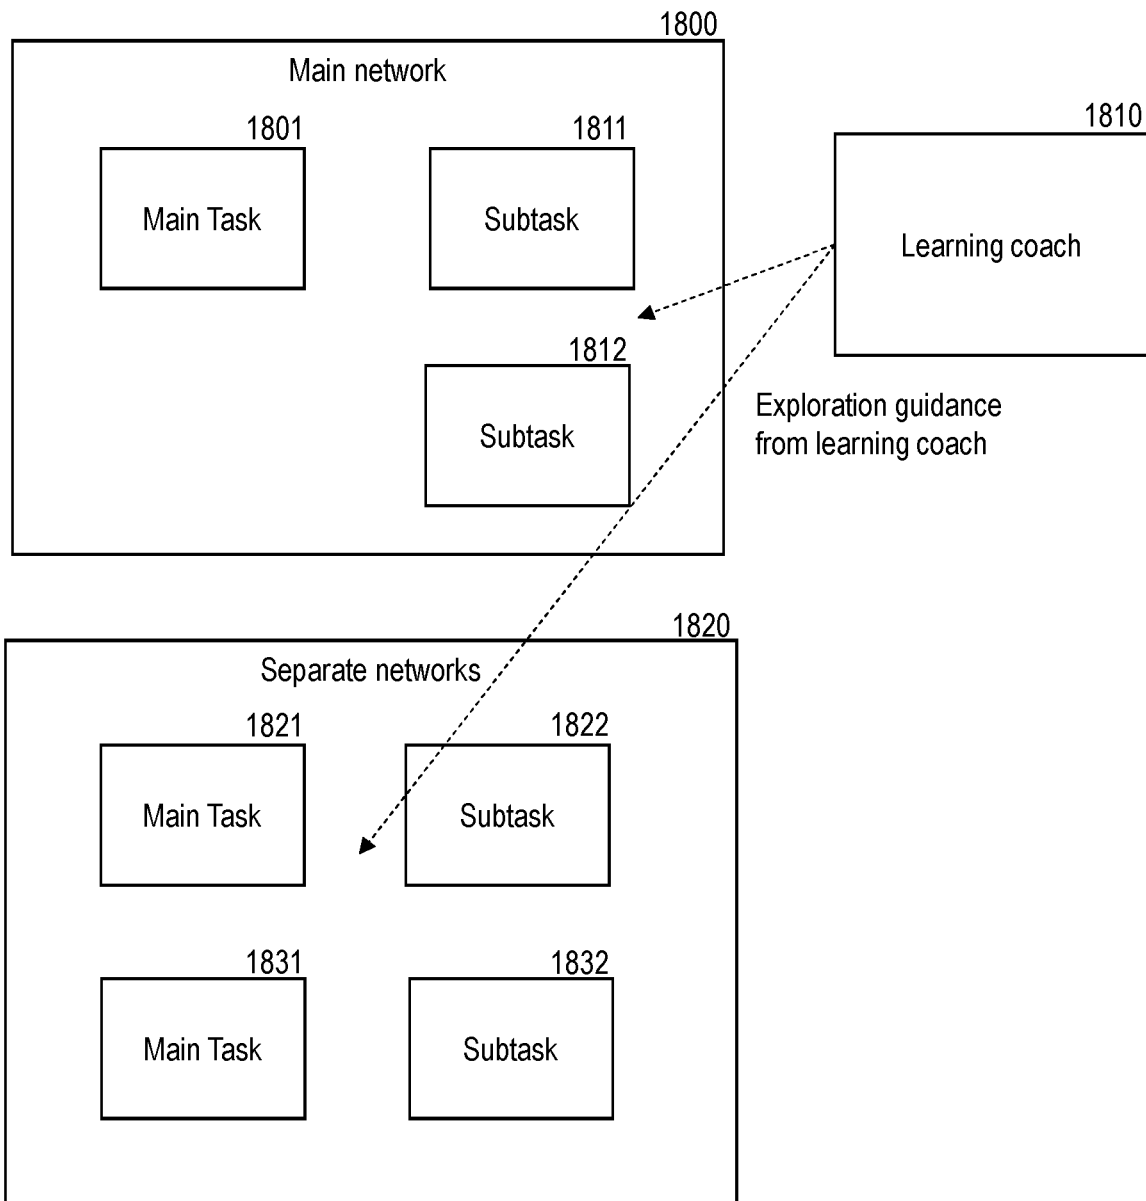 1800
Main network
1801
Main Task
1811
Subtask
1812
Subtask
1810
Learning coach
Exploration guidance
from learning coach
1820
Separate networks
1821
Main Task
1822
Subtask
1831
Main Task
1832
Subtask